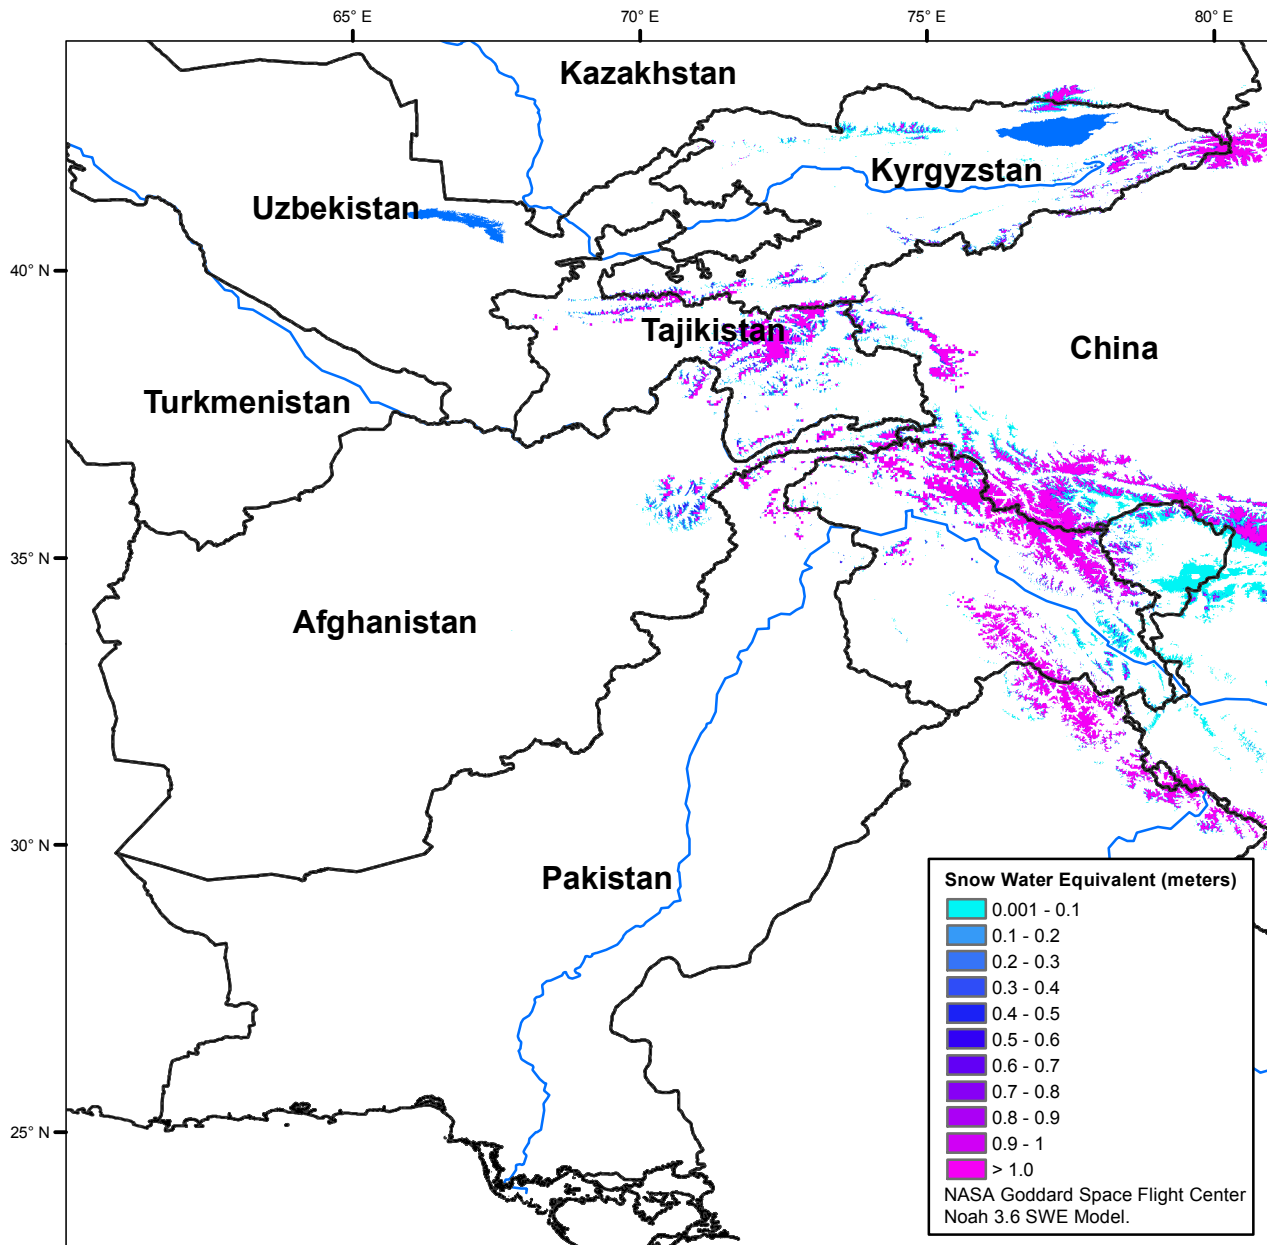 65° E
70° E
75° E
80° E
Kazakhstan
Kyrgyzstan
Uzbekistan
40° N
Tajikistan
China
Turkmenistan
35° N
Afghanistan
30° N
Pakistan
25° N
Snow Water Equivalent (meters)
0.001 - 0.1
0.1 - 0.2
0.2 - 0.3
0.3 - 0.4
0.4 - 0.5
0.5 - 0.6
0.6 - 0.7
0.7 - 0.8
0.8 - 0.9
0.9 - 1
> 1.0
NASA Goddard Space Flight Center
Noah 3.6 SWE Model.